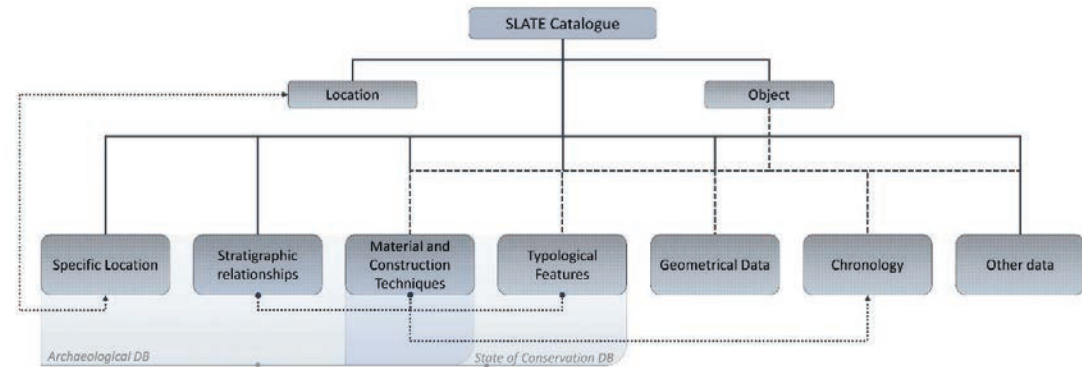 SLATE Catalogue
Location
Object
Specific Location
Stratigraphic
relationships
Material and
Construction
Techniques
Typological
Features
Geometrical Data
Chronology
Other data
Archaeological DB
State of Conservation DB